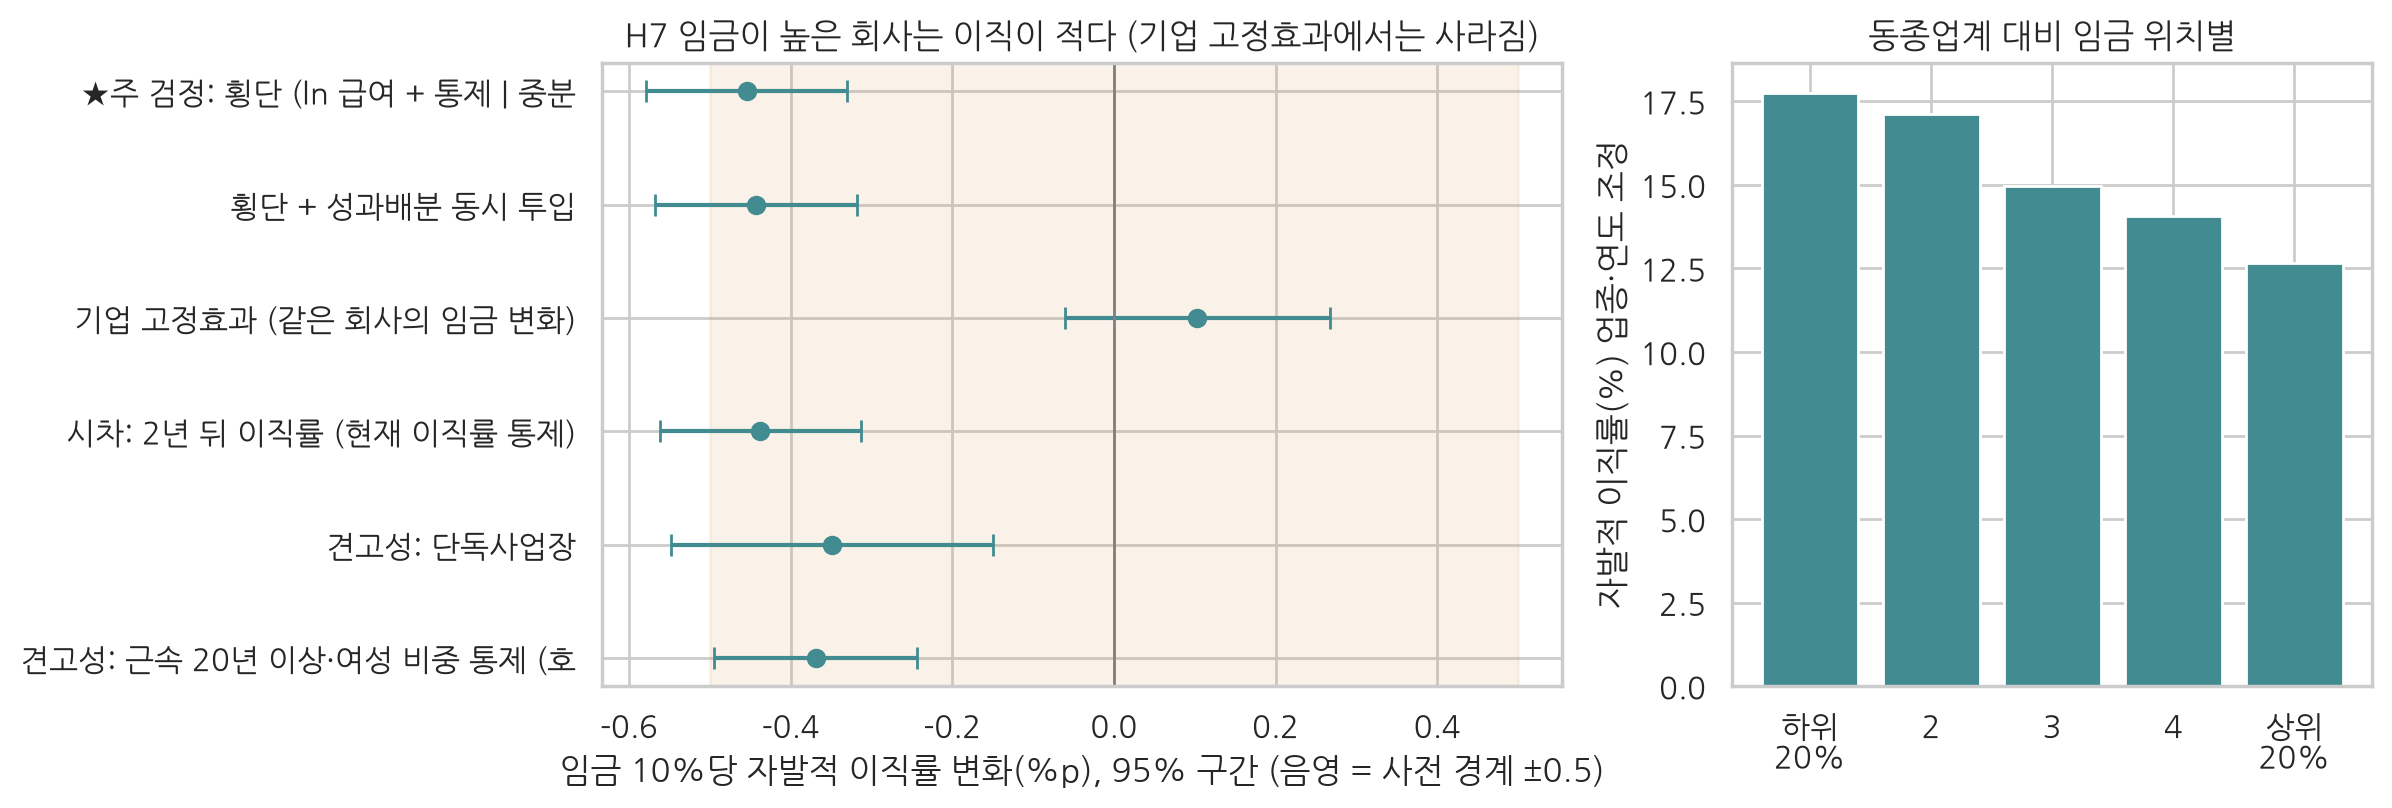 H7 임금이 높은 회사는 이직이 적다 (기업 고정효과에서는 사라짐)
★주 검정: 횡단 (ln 급여 + 통제 | 중분
횡단 + 성과배분 동시 투입
기업 고정효과 (같은 회사의 임금 변화)
시차: 2년 뒤 이직률 (현재 이직률 통제)
견고성: 단독사업장
견고성: 근속 20년 이상·여성 비중 통제 (호
-0.6
-0.4
-0.2
0.0
0.2
0.4
임금 10%당 자발적 이직률 변화(%p), 95% 구간 (음영 = 사전 경계 ±0.5)
동종업계 대비 임금 위치별
자발적 이직률(%) 업종·연도 조정
17.5
15.0
12.5
10.0
7.5
5.0
2.5
0.0
하위
20%
2
3
4
상위
20%